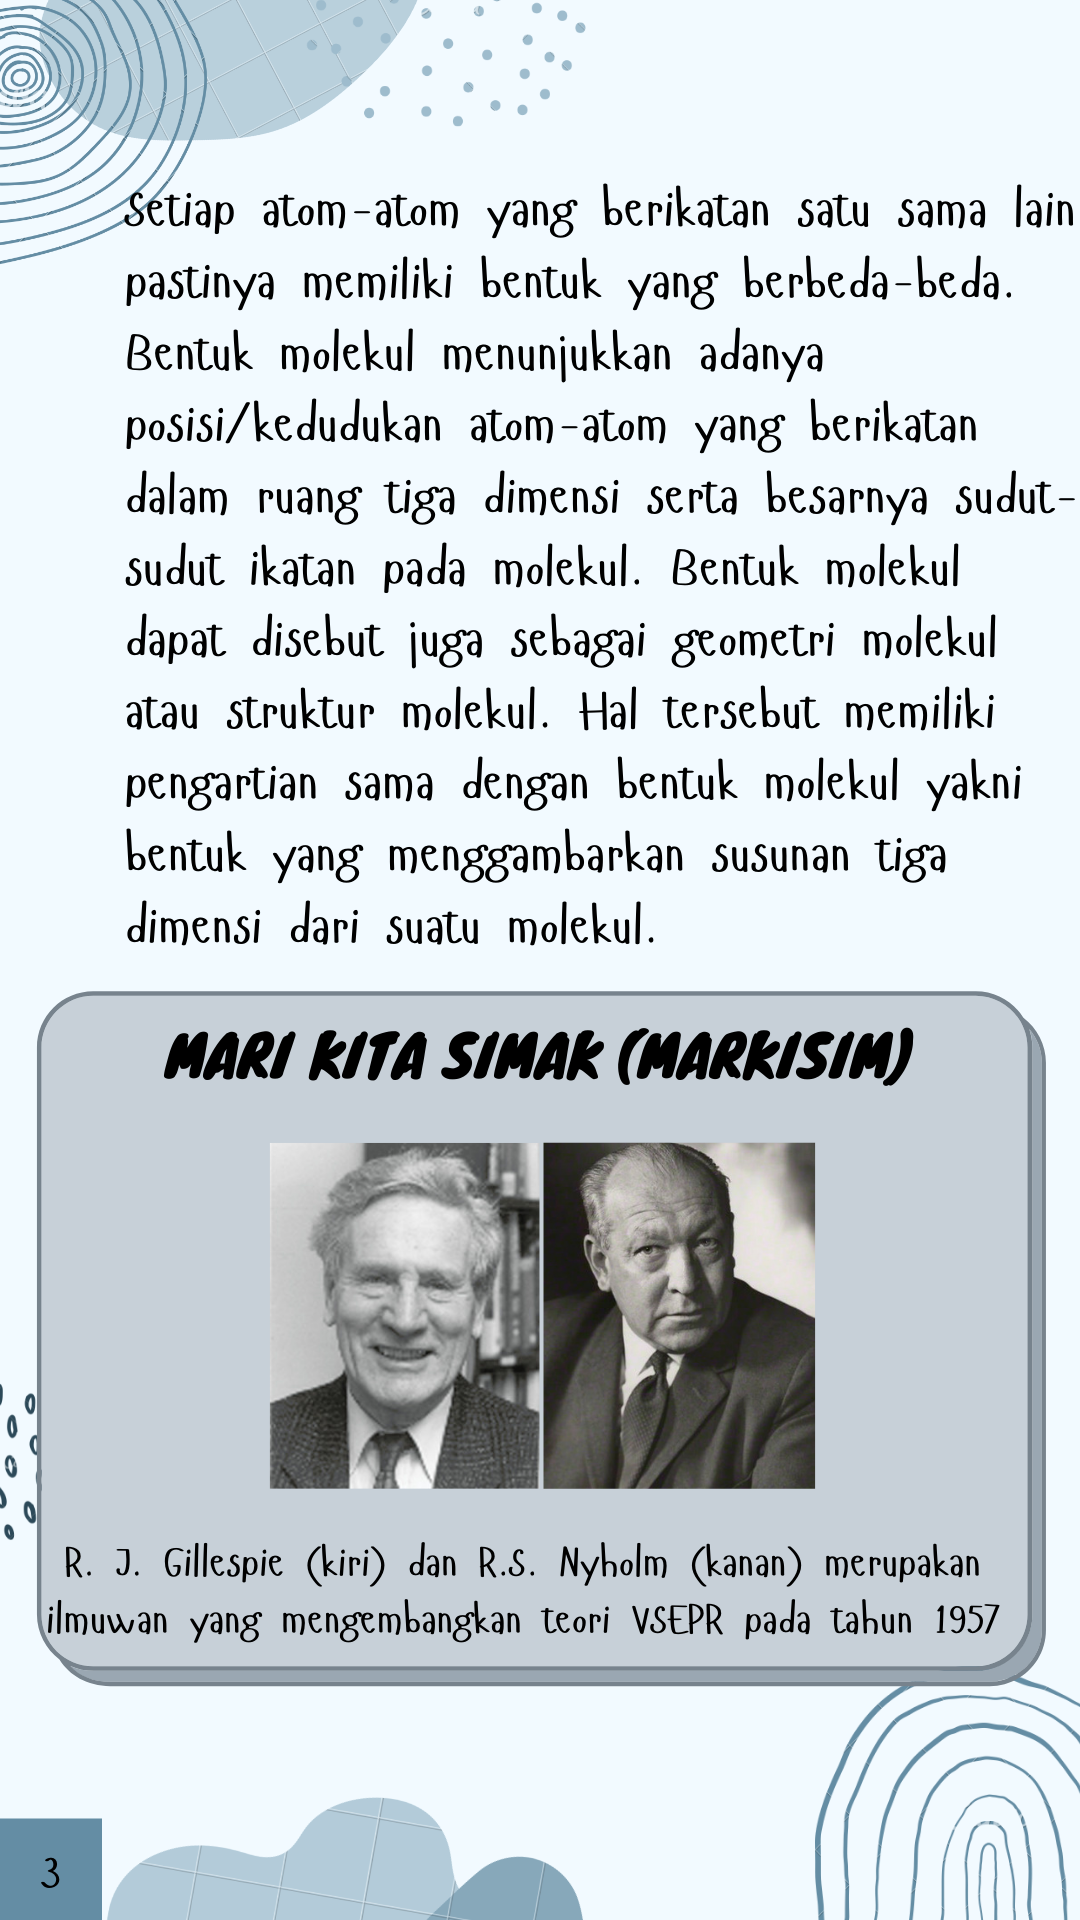 Setiap atom-atom yang berikatan satu sama lain
pastinya memiliki bentuk yang berbeda-beda.
Bentuk molekul menunjukkan adanya
posisi/kedudukan atom-atom yang berikatan
dalam ruang tiga dimensi serta besarnya sudut-
sudut ikatan pada molekul. Bentuk molekul
dapat disebut juga sebagai geometri molekul
atau struktur molekul. Hal tersebut memiliki
pengartian sama dengan bentuk molekul yakni
bentuk yang menggambarkan susunan tiga
dimensi dari suatu molekul.
MARI KITA SIMAK (MARKISIM)
R. J. Gillespie (kiri) dan R.S. Nyholm (kanan) merupakan
ilmuwan yang mengembangkan teori VSEPR pada tahun 1957
3